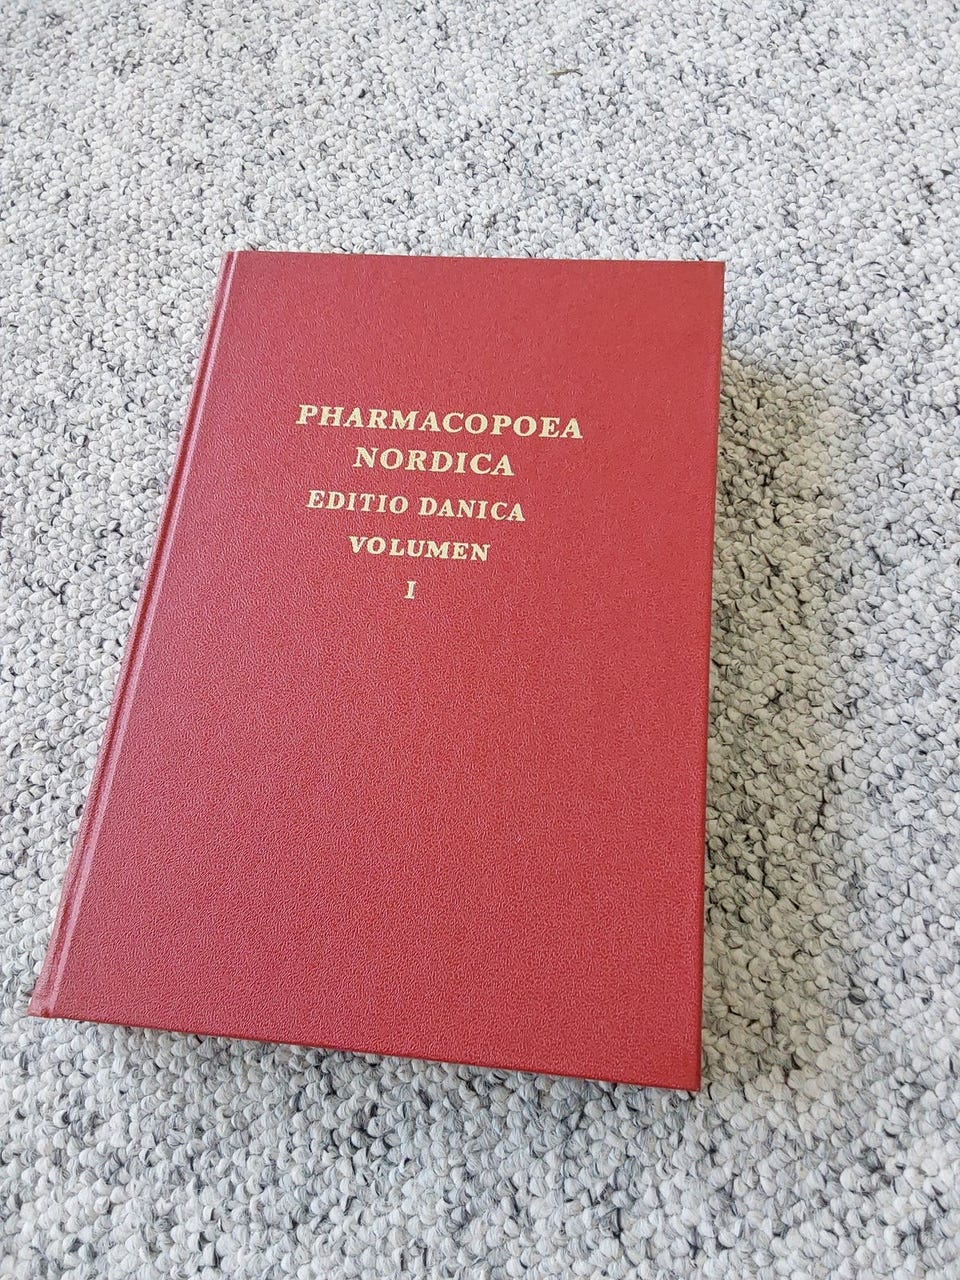 PHARMACOPOEA
NORDICA
EDITIO DANICA
VOLUMEN
I